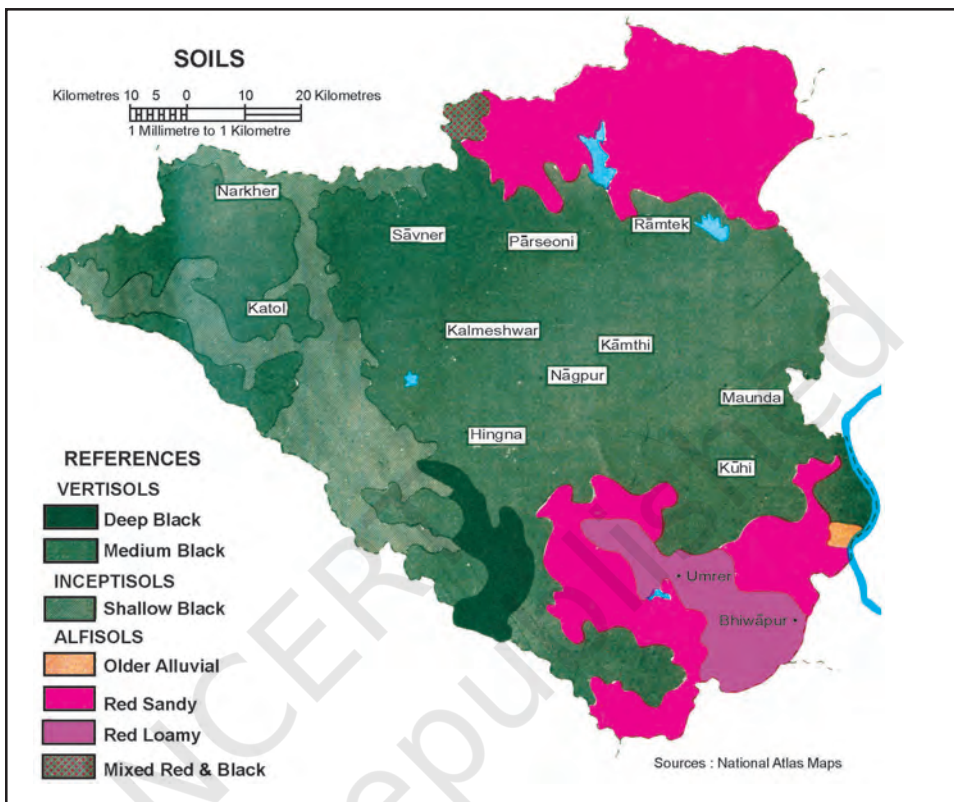 SOILS
Kilometres 10 5 0 10 20 Kilometres
1 Millimetre to 1 Kilometre
Narkher
Sāvner
Pārseoni
Rāmtek
Katol
Kalmeshwar
Kāmthi
Nāgpur
Maunda
Hingna
Kūhi
Umrer
Bhiwāpur
REFERENCES
VERTISOLS
Deep Black
Medium Black
INCEPTISOLS
Shallow Black
ALFISOLS
Older Alluvial
Red Sandy
Red Loamy
Mixed Red & Black
Sources : National Atlas Maps
NCER
republished